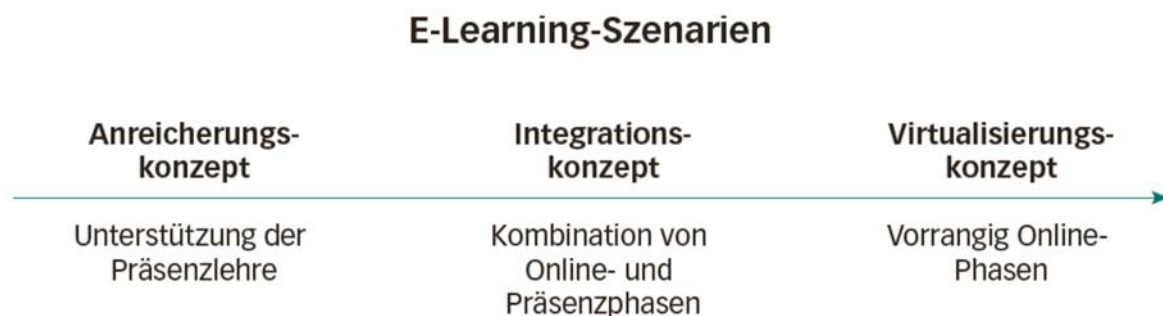 E-Learning-Szenarien
Anreicherungs-
konzept
Integrations-
konzept
Virtualisierungs-
konzept
Unterstützung der
Präsenzlehre
Kombination von
Online- und
Präsenzphasen
Vorrangig Online-
Phasen